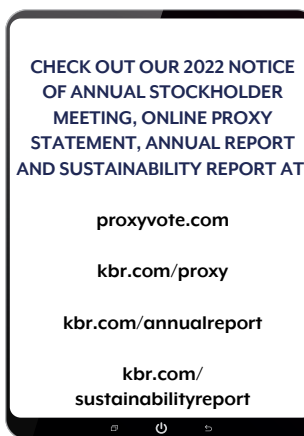 CHECK OUT OUR 2022 NOTICE
OF ANNUAL STOCKHOLDER
MEETING, ONLINE PROXY
STATEMENT, ANNUAL REPORT
AND SUSTAINABILITY REPORT AT
proxyvote.com
kbr.com/proxy
kbr.com/annualreport
kbr.com/
sustainabilityreport